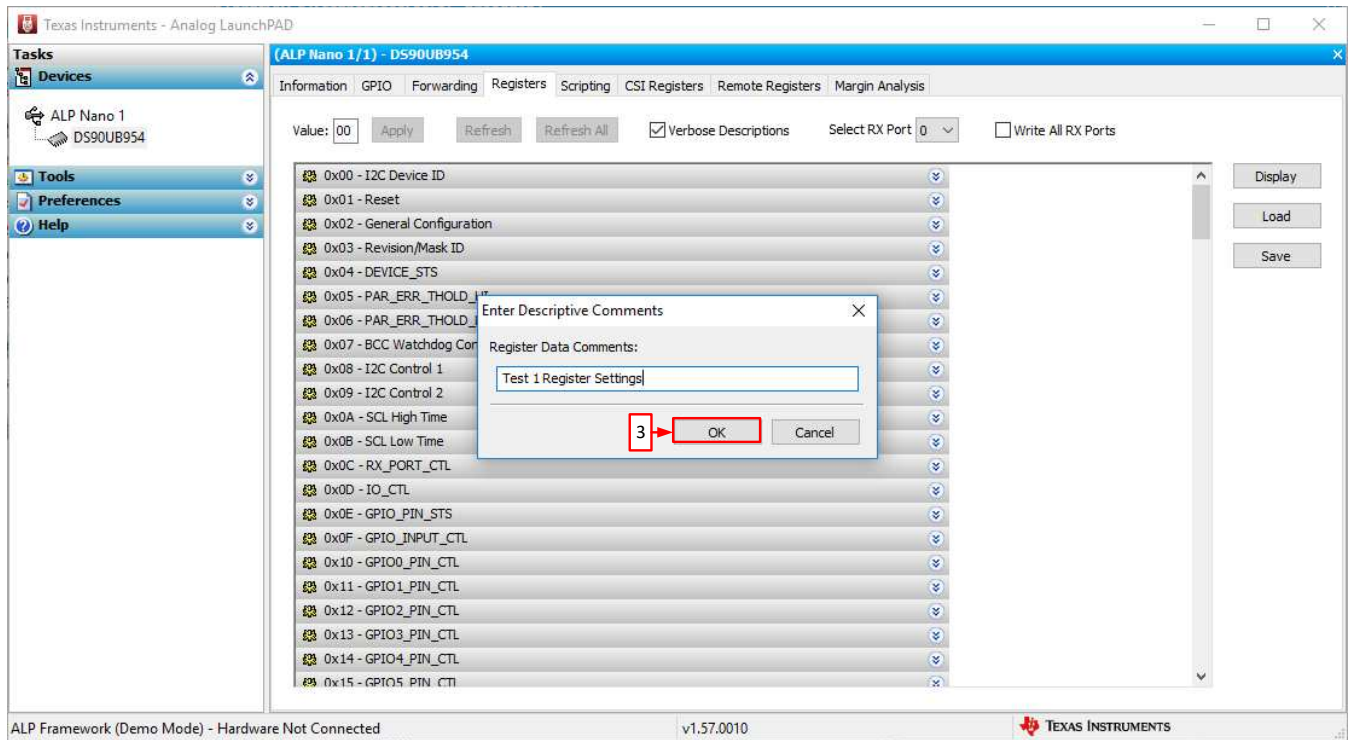 Texas Instruments - Analog LaunchPAD
Tasks
Devices
ALP Nano 1
DS90UB954
Tools
Preferences
Help
(ALP Nano 1/1) - DS90UB954
Information GPIO Forwarding Registers Scripting CSI Registers Remote Registers Margin Analysis
Value: 00 Apply Refresh Refresh All Verbose Descriptions Select RX Port 0 Write All RX Ports
0x00 - I2C Device ID
0x01 - Reset
0x02 - General Configuration
0x03 - Revision/Mask ID
0x04 - DEVICE_STS
0x05 - PAR_ERR_THOLD_HI
0x06 - PAR_ERR_THOLD_
0x07 - BCC Watchdog Con
0x08 - I2C Control 1
0x09 - I2C Control 2
0x0A - SCL High Time
0x0B - SCL Low Time
0x0C - RX_PORT_CTL
0x0D - IO_CTL
0x0E - GPIO_PIN_STS
0x0F - GPIO_INPUT_CTL
0x10 - GPIO0_PIN_CTL
0x11 - GPIO1_PIN_CTL
0x12 - GPIO2_PIN_CTL
0x13 - GPIO3_PIN_CTL
0x14 - GPIO4_PIN_CTL
0x15 - GPIO5_PIN_CTL
Enter Descriptive Comments
Register Data Comments:
Test 1 Register Settings
3 OK Cancel
Display
Load
Save
ALP Framework (Demo Mode) - Hardware Not Connected v1.57.0010 TEXAS INSTRUMENTS